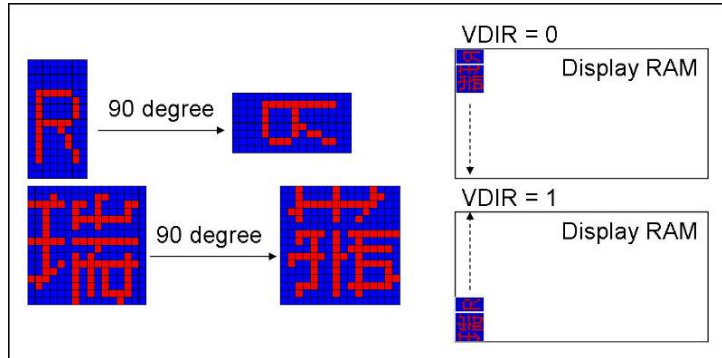 VDIR = 0
Display RAM
R
90 degree
R
90 degree
VDIR = 1
Display RAM